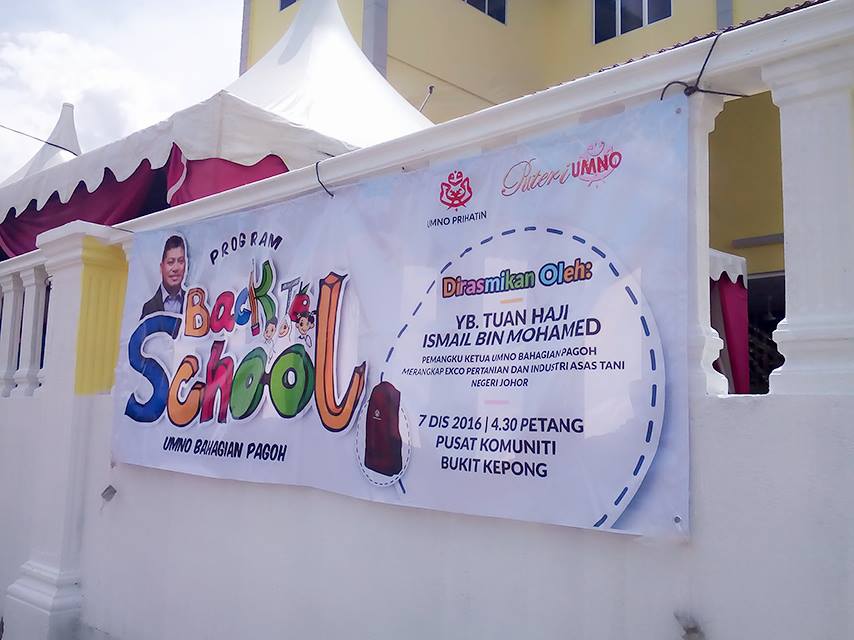 PROGRAM
Back To
School
UMNO BAHAGIAN PAGOH
UMNO PRIHATIN
Puteri UMNO
Dirasmikan Oleh:
YB. TUAN HAJI
ISMAIL BIN MOHAMED
PEMANGKU KETUA UMNO BAHAGIAN PAGOH
MERANGKAP EXCO PERTANIAN DAN INDUSTRI ASAS TANI
NEGERI JOHOR
7 DIS 2016 | 4.30 PETANG
PUSAT KOMUNITI
BUKIT KEPONG